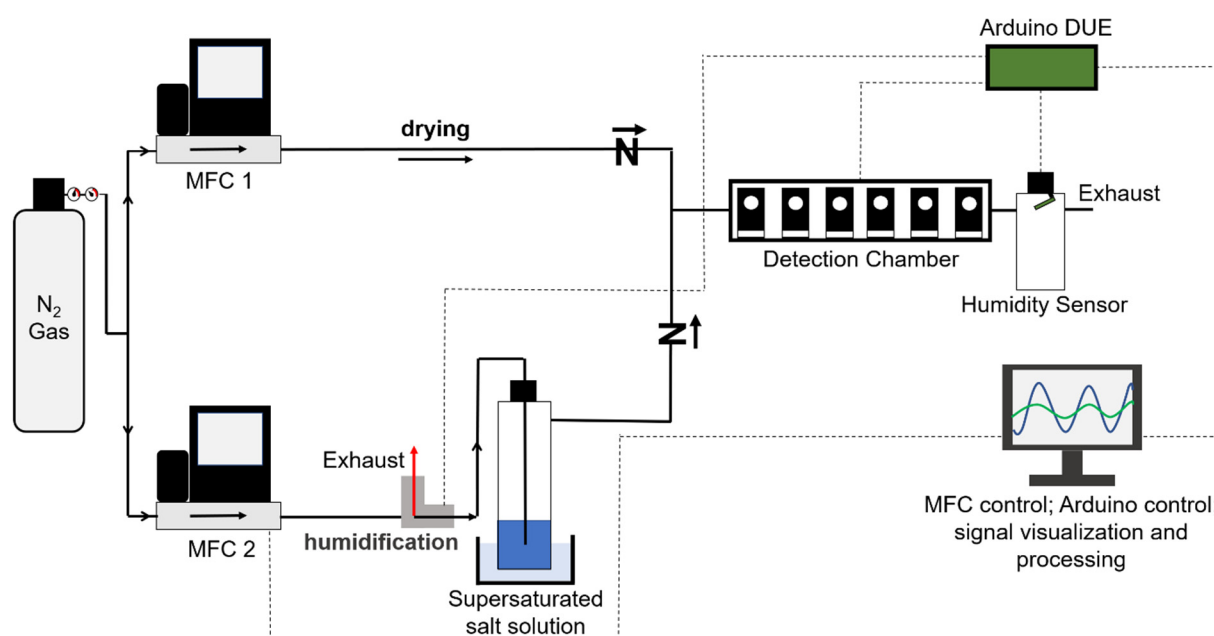 Arduino DUE
drying
N
MFC 1
Exhaust
N₂
Gas
Detection Chamber
Humidity Sensor
N
Exhaust
humidification
MFC 2
MFC control; Arduino control
signal visualization and
processing
Supersaturated
salt solution